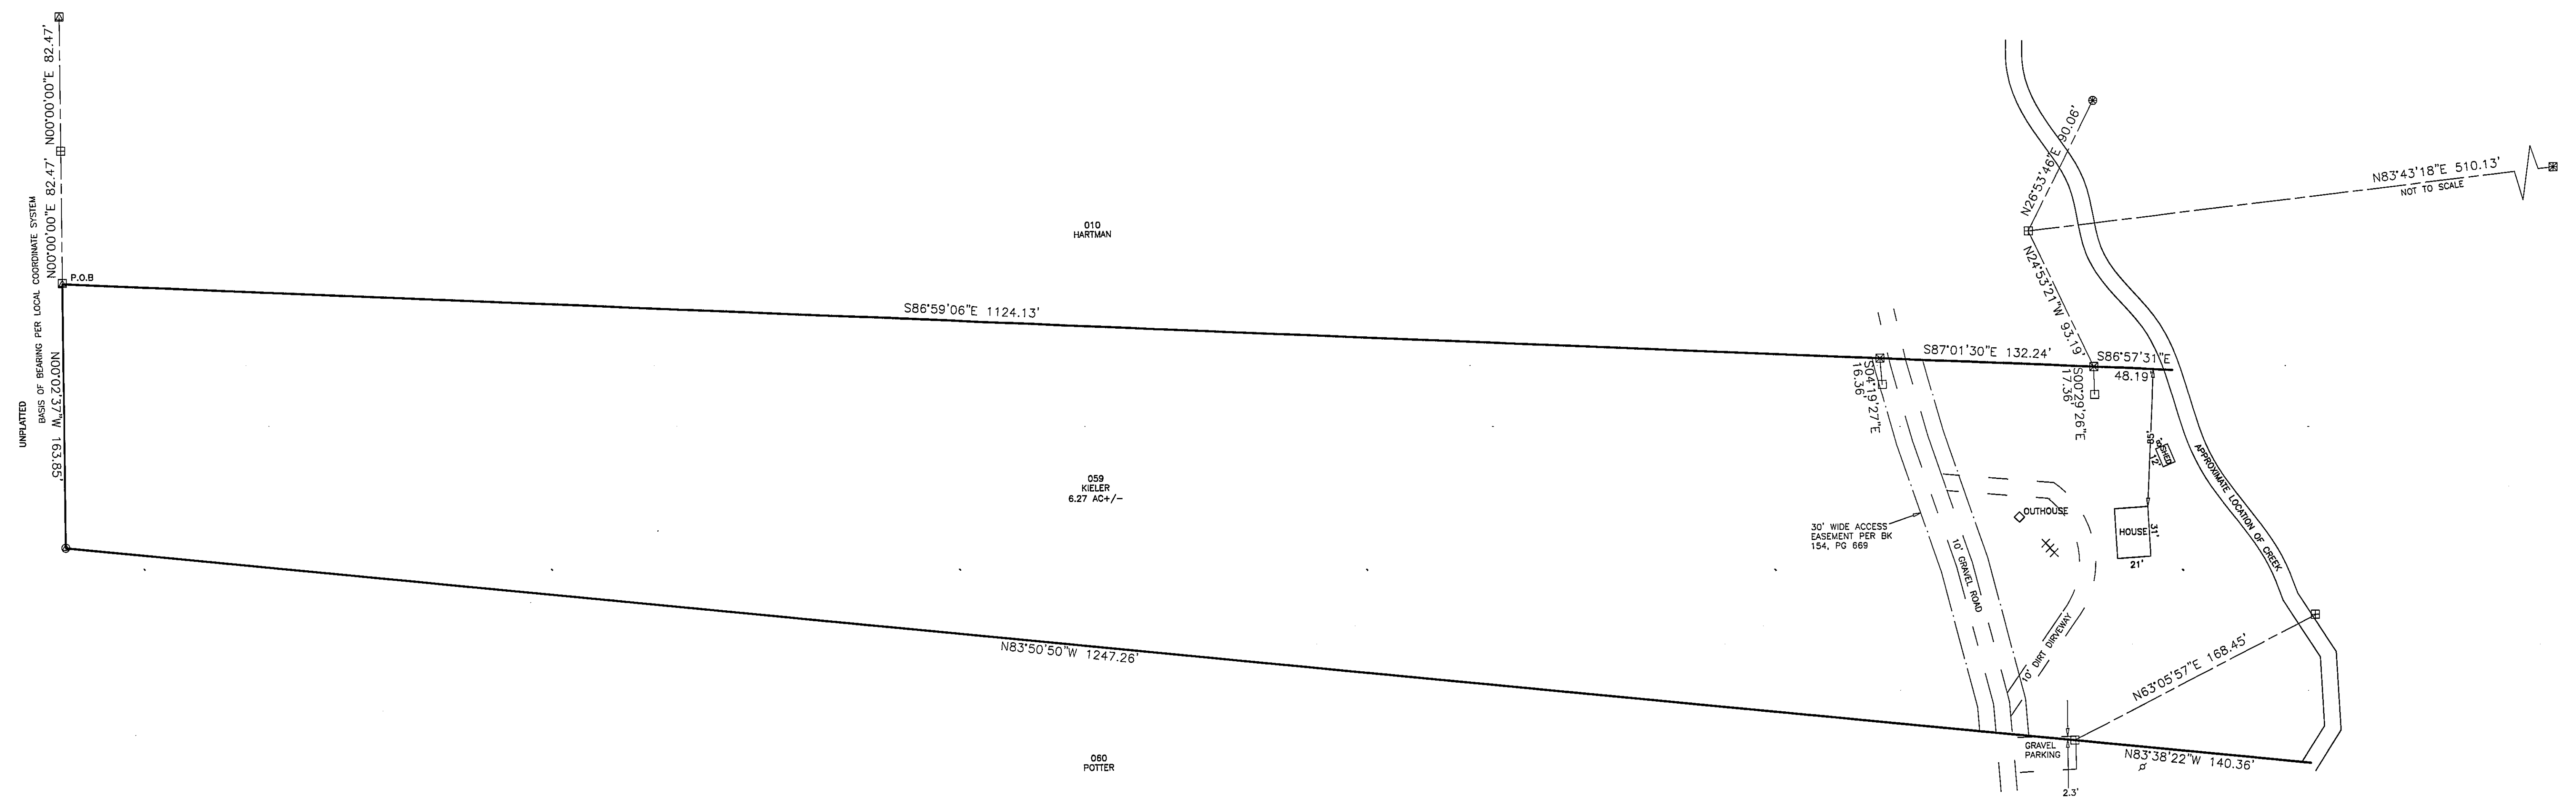 N00°00'00"E 82.47'
N00°00'00"E 82.47'
BASIS OF BEARING PER LOCAL COORDINATE SYSTEM
UNPLATTED
P.O.B
N00°02'37"W 163.85'
010
HARTMAN
S86°59'06"E 1124.13'
059
KIELER
6.27 AC+/-
N83°50'50"W 1247.26'
060
POTTER
N26°53'46"E 90.06'
N83°43'18"E 510.13'
NOT TO SCALE
N24°53'21"W 93.19'
S87°01'30"E 132.24'
S86°57'31"E
48.19'
S04°19'27"E
16.36'
S00°29'26"E
17.36'
85'
8'
SHED
12'
APPROXIMATE LOCATION OF CREEK
OUTHOUSE
HOUSE
31'
21'
30' WIDE ACCESS
EASEMENT PER BK
154, PG 669
10' GRAVEL ROAD
10' DIRT DIRVEWAY
N63°05'57"E 168.45'
GRAVEL
PARKING
N83°38'22"W 140.36'
2.3'